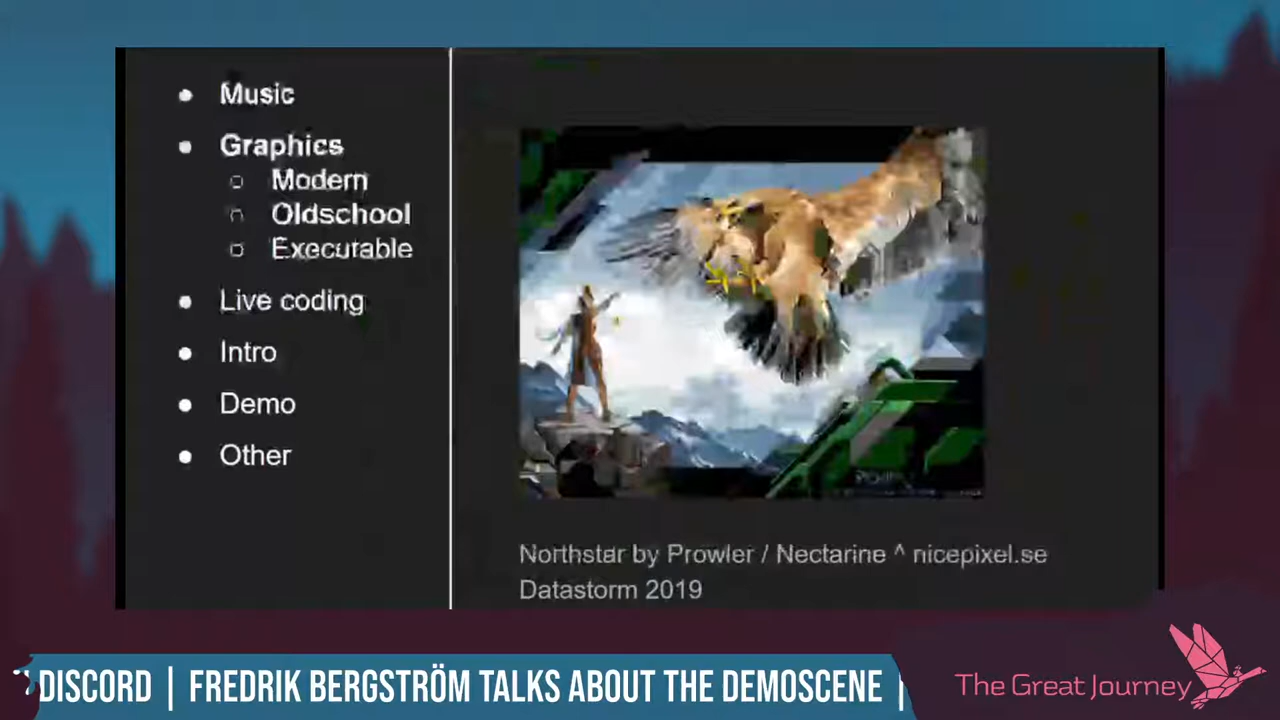 Music
Graphics
Modern
Oldschool
Executable
Live coding
Intro
Demo
Other
Northstar by Prowler / Nectarine ^ nicepixel.se
Datastorm 2019
DISCORD | FREDRIK BERGSTRÖM TALKS ABOUT THE DEMOSCENE |
The Great Journey